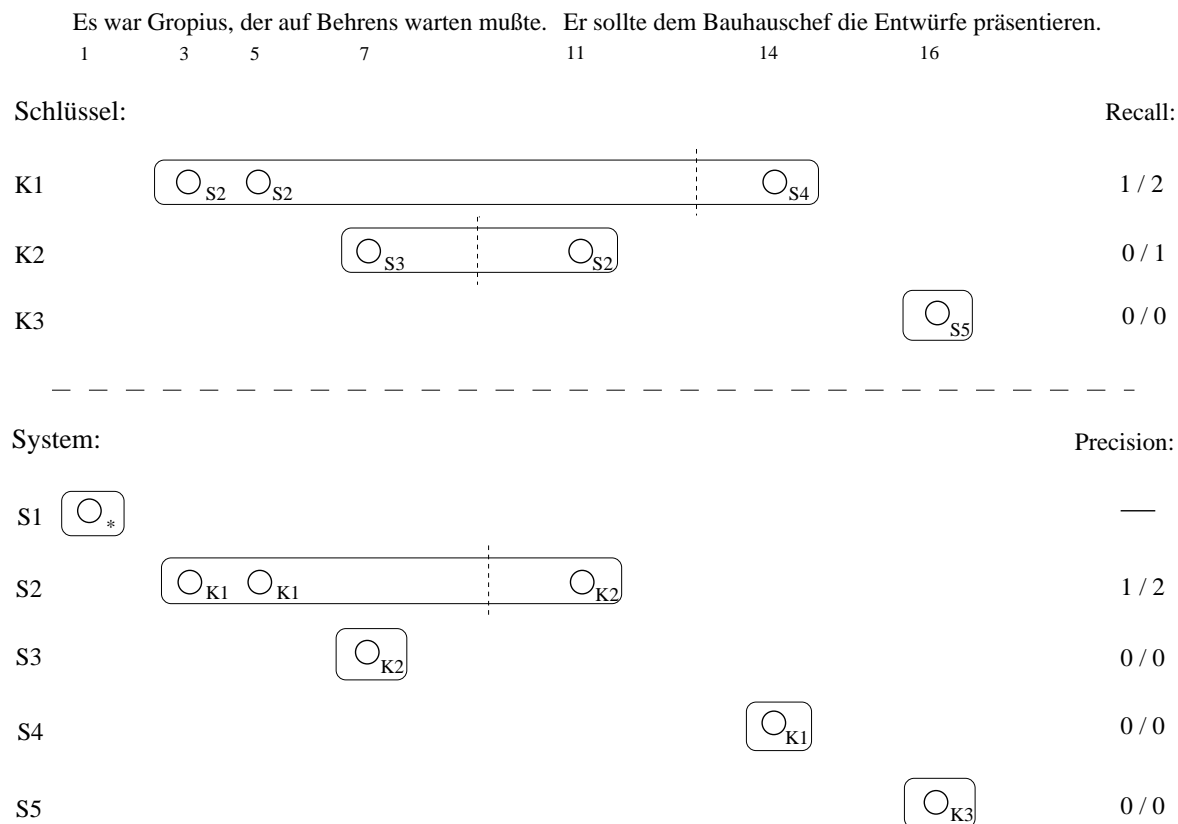 Es war Gropius, der auf Behrens warten mußte. Er sollte dem Bauhauschef die Entwürfe präsentieren.
1 3 5 7 11 14 16
Schlüssel: Recall:
K1 S2 S2 S4 1 / 2
K2 S3 S2 0 / 1
K3 S5 0 / 0
System: Precision:
S1 * —
S2 K1 K1 K2 1 / 2
S3 K2 0 / 0
S4 K1 0 / 0
S5 K3 0 / 0